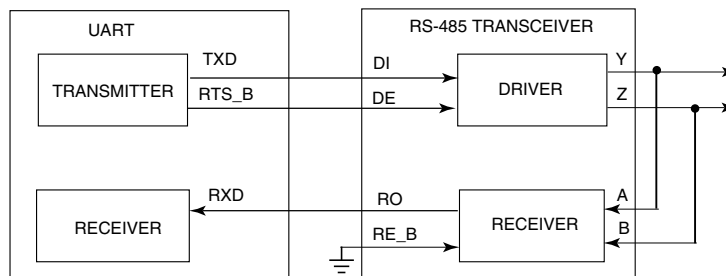 UART
RS-485 TRANSCEIVER
TXD
DI
Y
TRANSMITTER
DRIVER
RTS_B
DE
Z
RXD
RO
A
RECEIVER
RECEIVER
RE_B
B